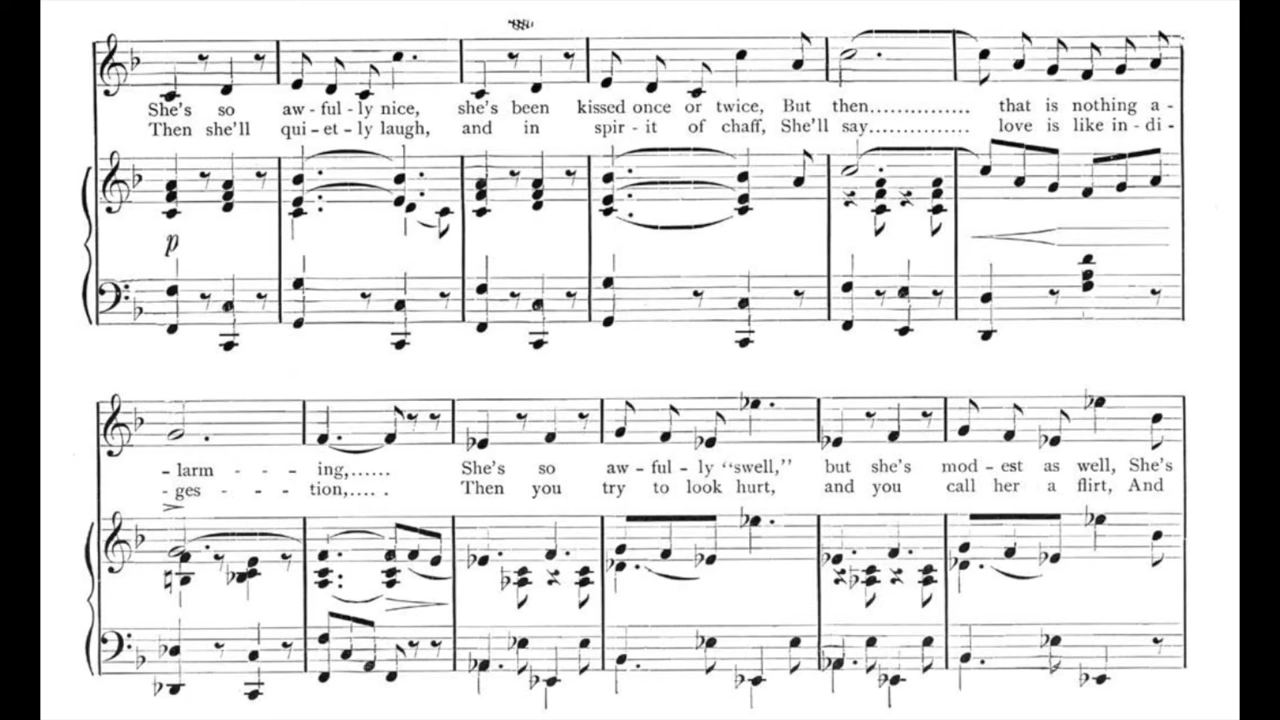 She's so aw-ful-ly nice, she's been kissed once or twice, But then............... that is nothing a-
Then she'll qui-et-ly laugh, and in spir-it of chaff, She'll say............... love is like in-di-
p
-larm - - - ing,...... She's so aw-ful-ly "swell," but she's mod-est as well, She's
-ges - - - tion,..... Then you try to look hurt, and you call her a flirt, And